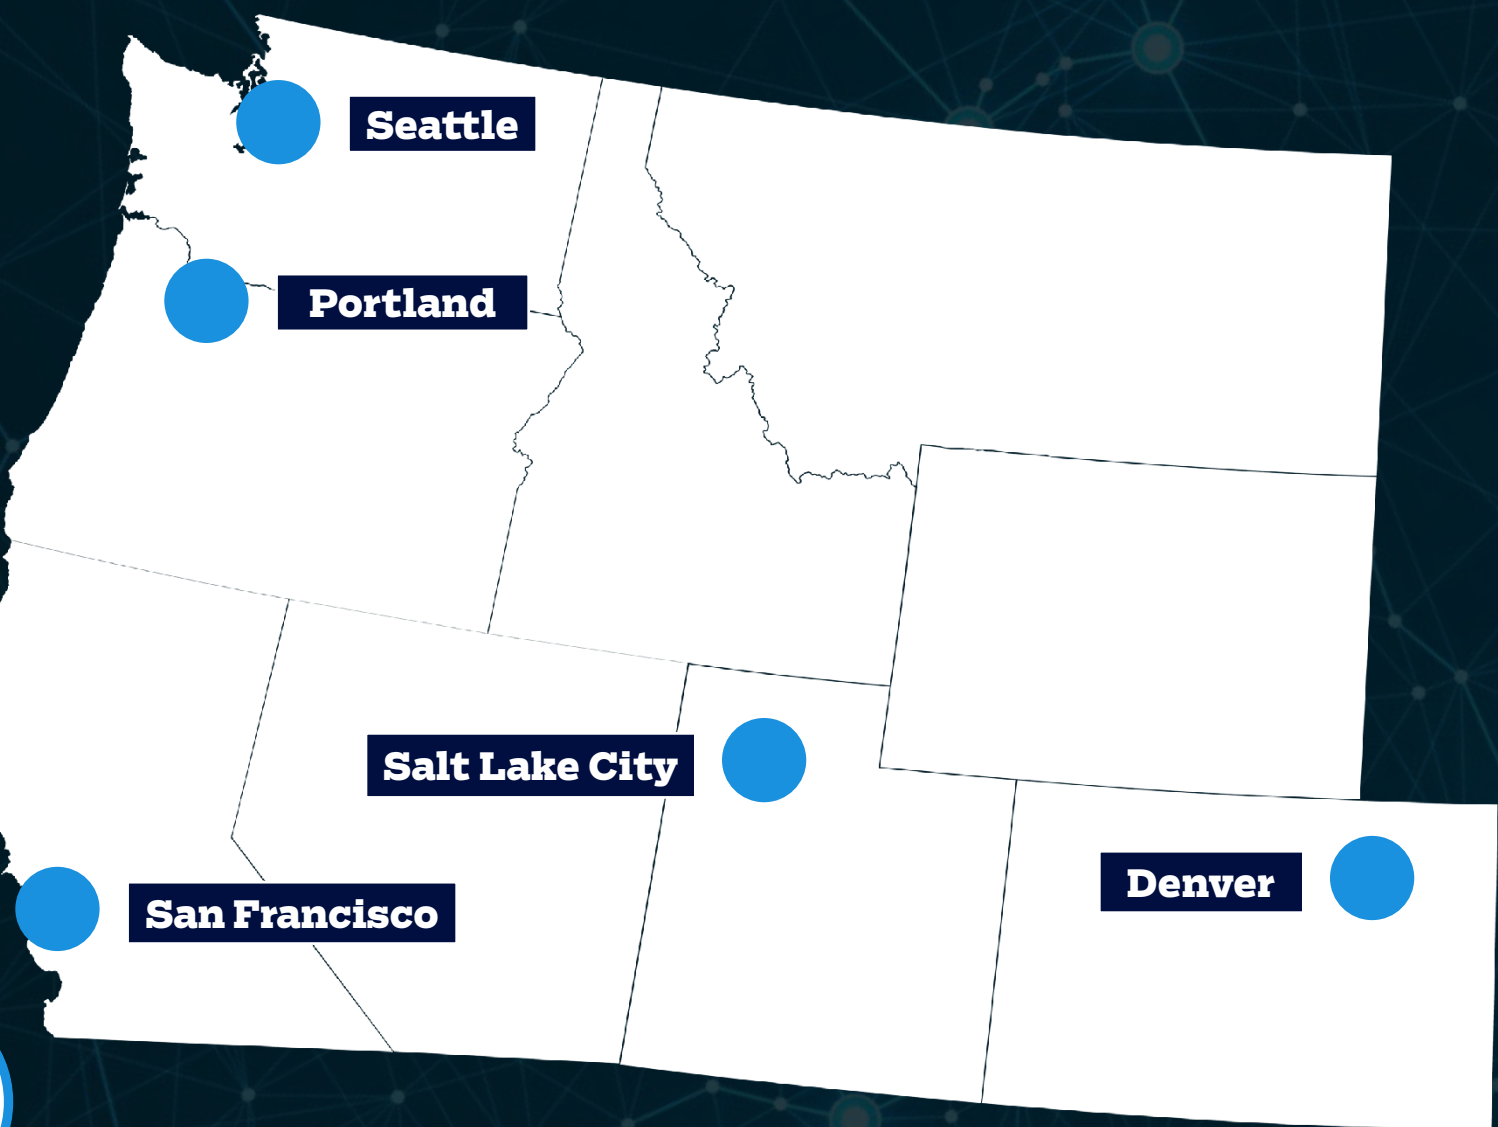 Seattle
Portland
Salt Lake City
Denver
San Francisco